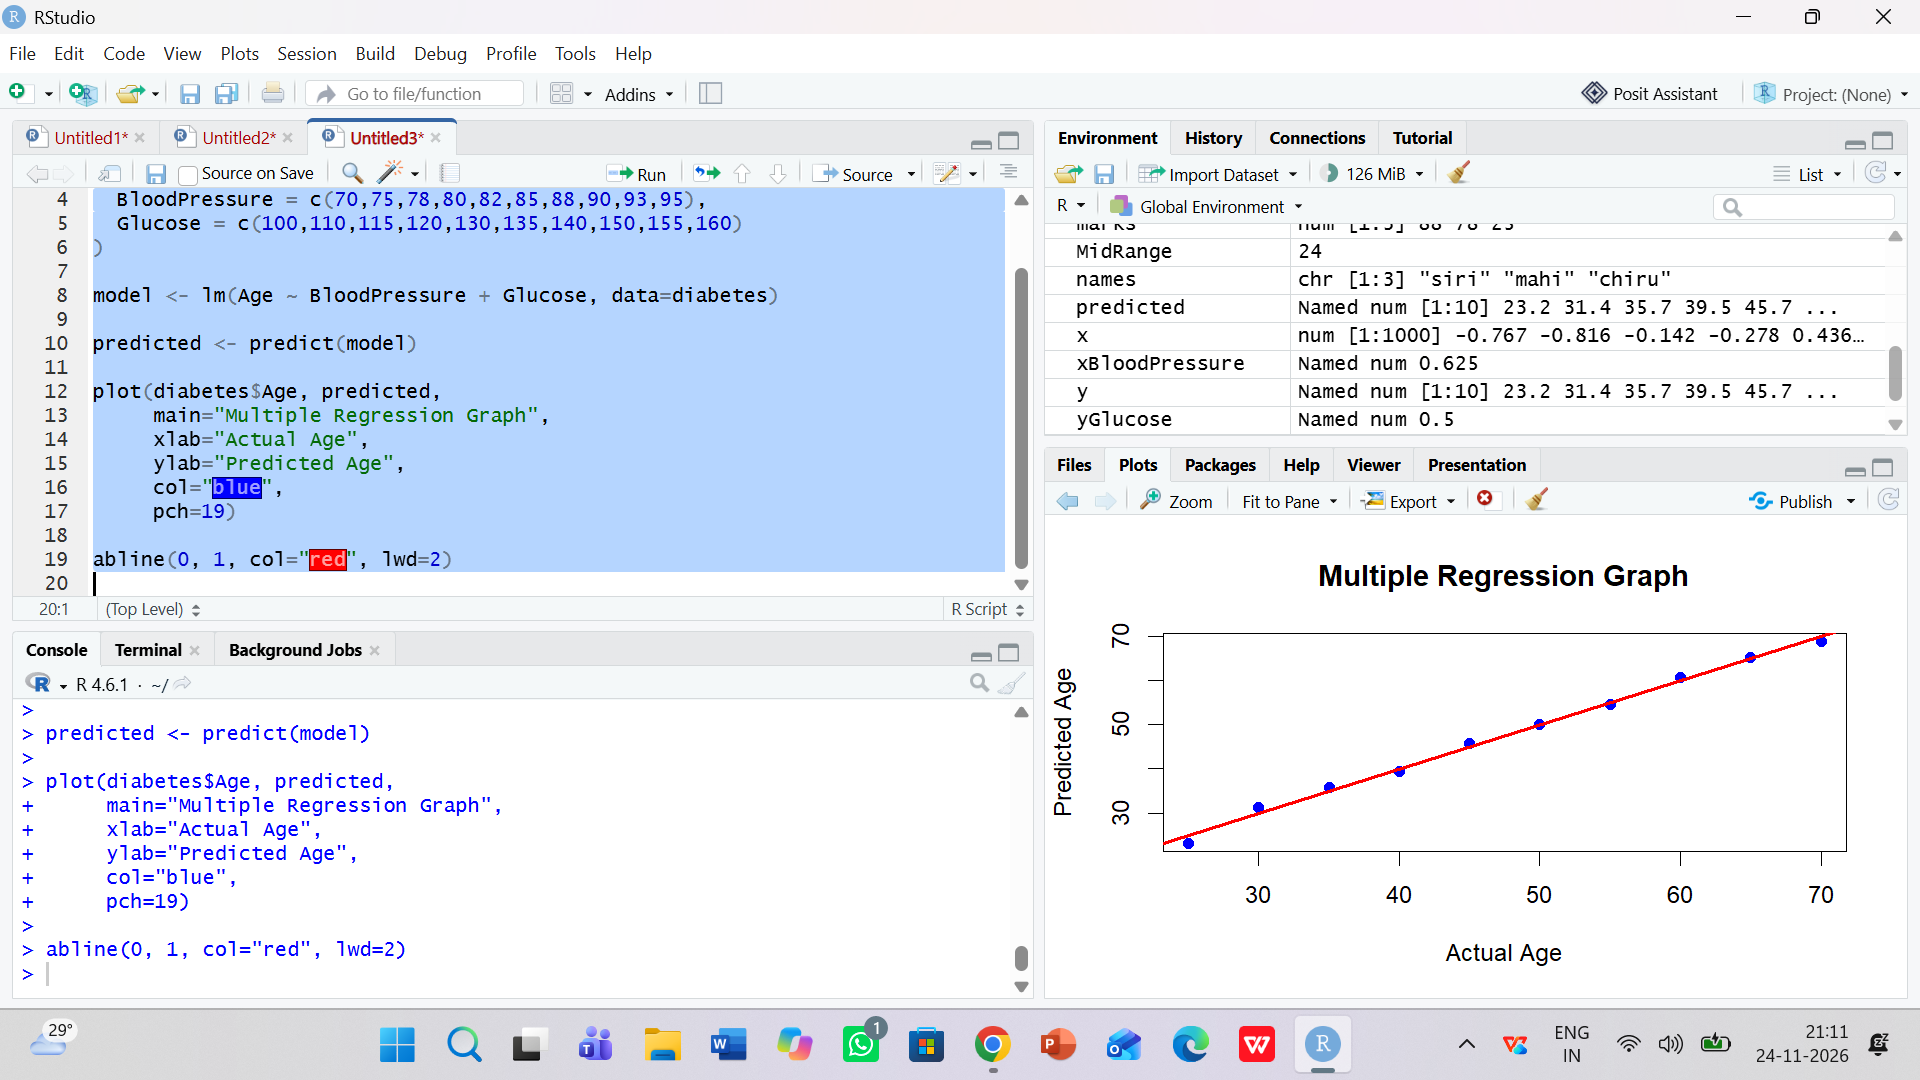 RStudio
File Edit Code View Plots Session Build Debug Profile Tools Help
Go to file/function Addins Posit Assistant Project: (None)
Untitled1* Untitled2* Untitled3*
Source on Save Run Source
4 BloodPressure = c(70,75,78,80,82,85,88,90,93,95),
5 Glucose = c(100,110,115,120,130,135,140,150,155,160)
6 )
7
8 model <- lm(Age ~ BloodPressure + Glucose, data=diabetes)
9
10 predicted <- predict(model)
11
12 plot(diabetes$Age, predicted,
13 main="Multiple Regression Graph",
14 xlab="Actual Age",
15 ylab="Predicted Age",
16 col="blue",
17 pch=19)
18
19 abline(0, 1, col="red", lwd=2)
20
20:1 (Top Level) R Script
Console Terminal Background Jobs
R 4.6.1 · ~/
>
> predicted <- predict(model)
>
> plot(diabetes$Age, predicted,
+ main="Multiple Regression Graph",
+ xlab="Actual Age",
+ ylab="Predicted Age",
+ col="blue",
+ pch=19)
>
> abline(0, 1, col="red", lwd=2)
>
Environment History Connections Tutorial
Import Dataset 126 MiB List
R Global Environment
MidRange 24
names chr [1:3] "siri" "mahi" "chiru"
predicted Named num [1:10] 23.2 31.4 35.7 39.5 45.7 ...
x num [1:1000] -0.767 -0.816 -0.142 -0.278 0.436…
xBloodPressure Named num 0.625
y Named num [1:10] 23.2 31.4 35.7 39.5 45.7 ...
yGlucose Named num 0.5
Files Plots Packages Help Viewer Presentation
Zoom Fit to Pane Export Publish
Multiple Regression Graph
Predicted Age
70
50
30
30 40 50 60 70
Actual Age
29°
1
ENG
IN
21:11
24-11-2026